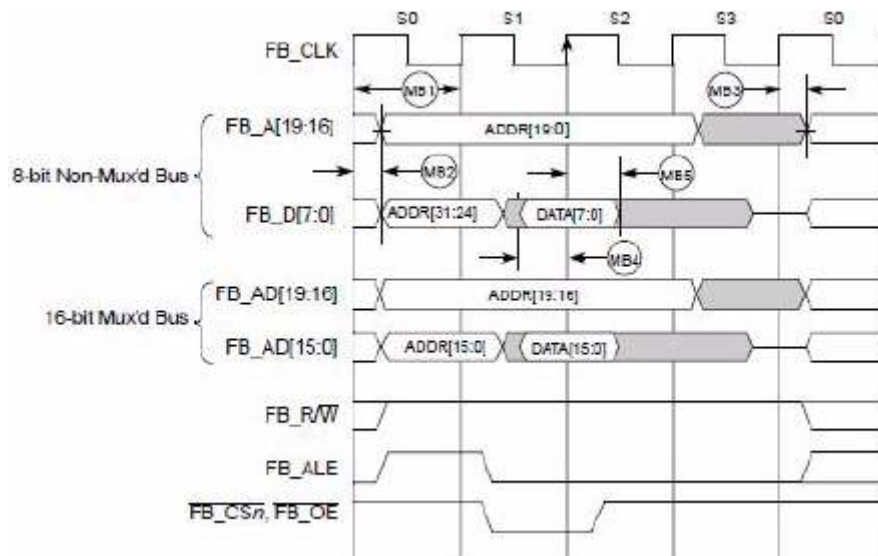 S0 S1 S2 S3 S0
FB_CLK
MB1 MB3
FB_A[19:16] ADDR[19:0]
8-bit Non-Mux'd Bus
MB2 MB5
FB_D[7:0] ADDR[31:24] DATA[7:0]
MB4
FB_AD[19:16] ADDR[19:16]
16-bit Mux'd Bus
FB_AD[15:0] ADDR[15:0] DATA[15:0]
FB_R/W
FB_ALE
FB_CSn, FB_OE